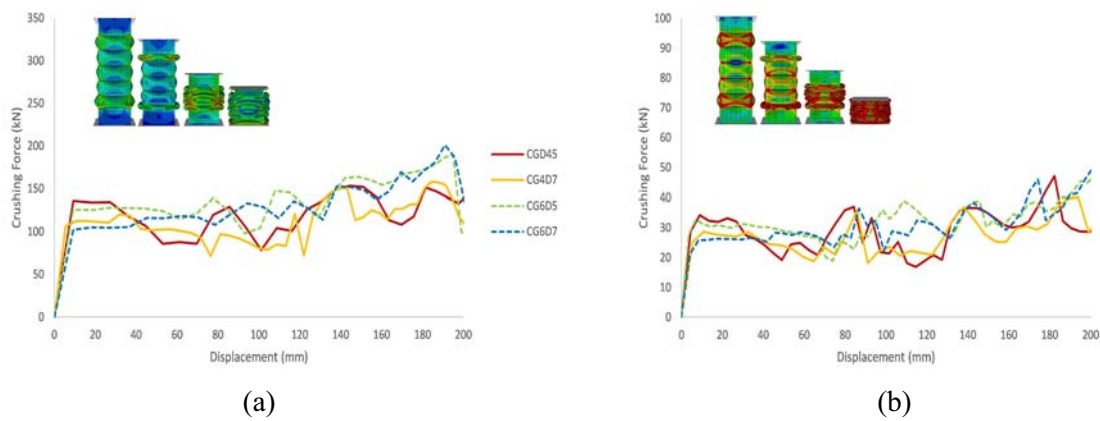 350
300
250
200
150
100
50
0
Crushing Force (kN)
0 20 40 60 80 100 120 140 160 180 200
Displacement (mm)
CGD45
CG4D7
CG6D5
CG6D7
(a)
100
90
80
70
60
50
40
30
20
10
0
Crushing Force (kN)
0 20 40 60 80 100 120 140 160 180 200
Displacement (mm)
(b)